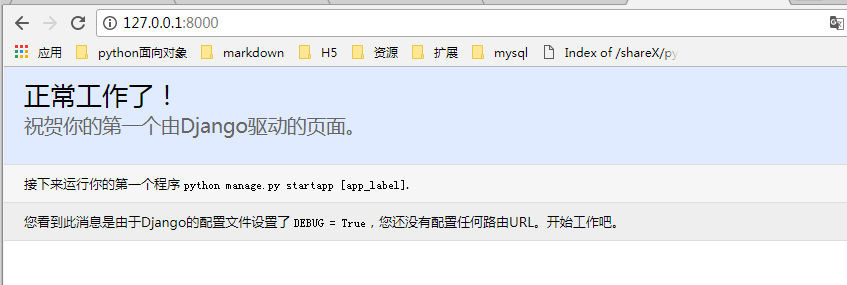 127.0.0.1:8000
应用 python面向对象 markdown H5 资源 扩展 mysql Index of /shareX/py
正常工作了！
祝贺你的第一个由Django驱动的页面。
接下来运行你的第一个程序 python manage.py startapp [app_label].
您看到此消息是由于Django的配置文件设置了 DEBUG = True，您还没有配置任何路由URL。开始工作吧。